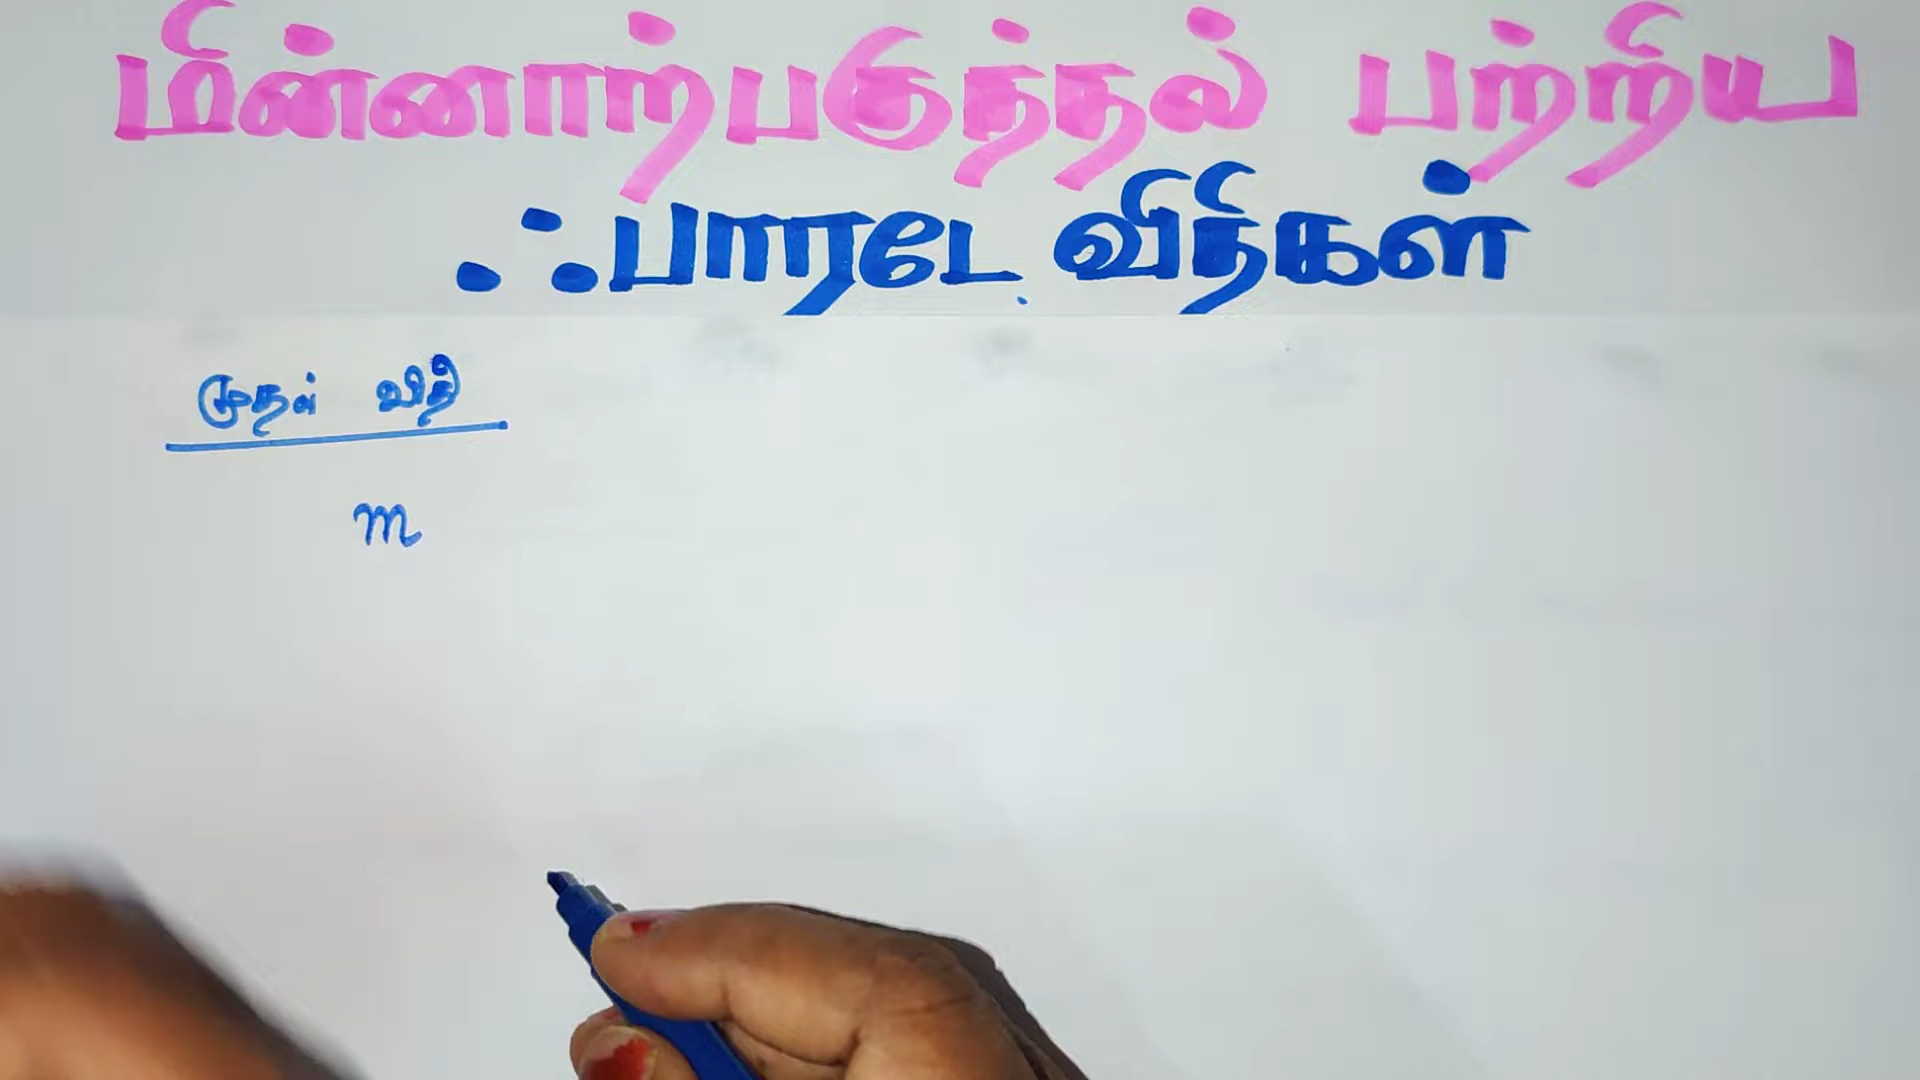 மின்னாற்பகுத்தல் பற்றிய
ஃபாரடே விதிகள்
முதல் விதி
m